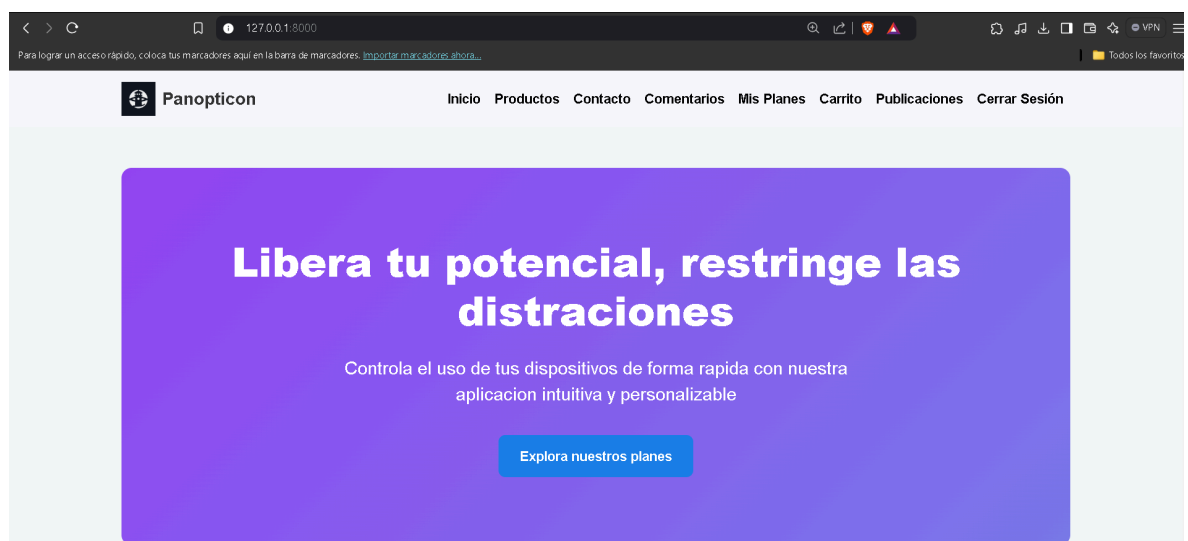 127.0.0.1:8000
VPN
Para lograr un acceso rápido, coloca tus marcadores aquí en la barra de marcadores. Importar marcadores ahora...
Todos los favoritos
Panopticon
Inicio Productos Contacto Comentarios Mis Planes Carrito Publicaciones Cerrar Sesión
Libera tu potencial, restringe las
distraciones
Controla el uso de tus dispositivos de forma rapida con nuestra
aplicacion intuitiva y personalizable
Explora nuestros planes